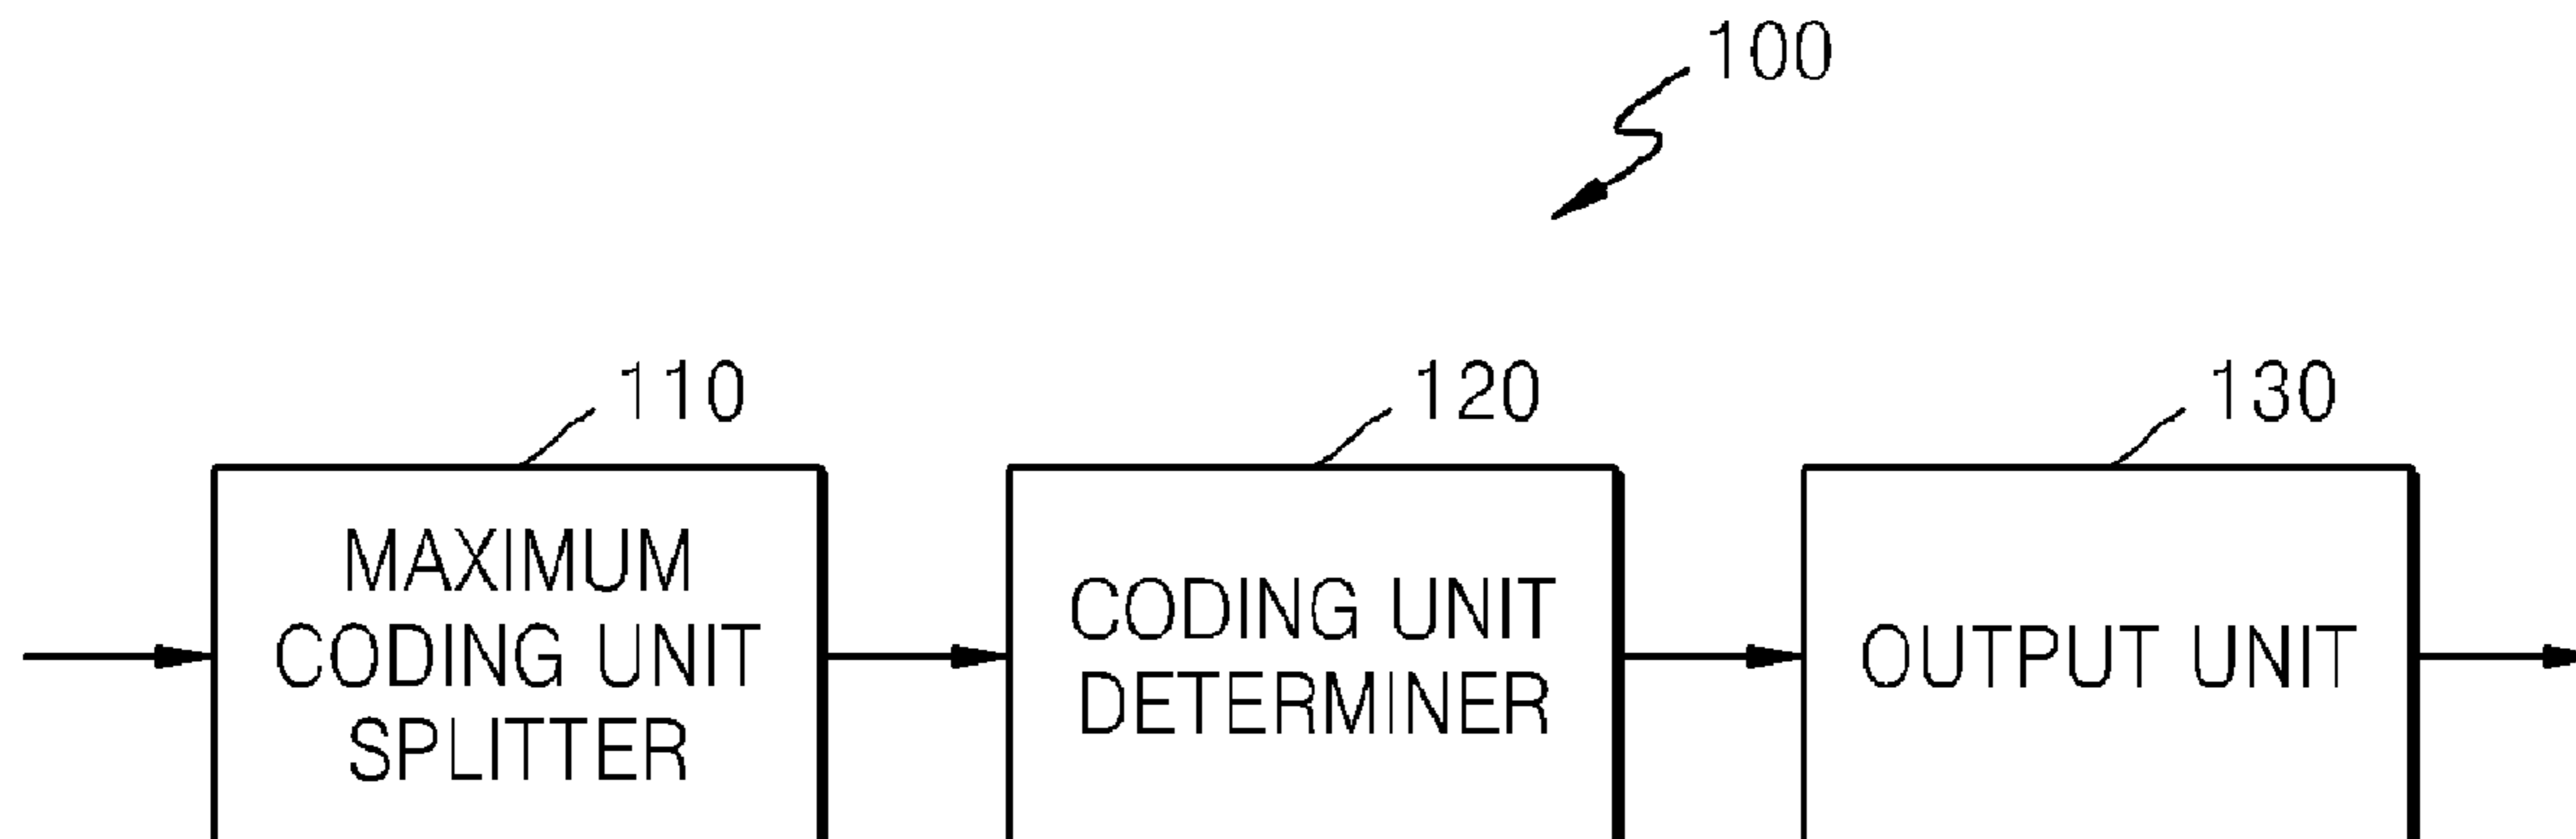 100
110
120
130
MAXIMUM
CODING UNIT
SPLITTER
CODING UNIT
DETERMINER
OUTPUT UNIT